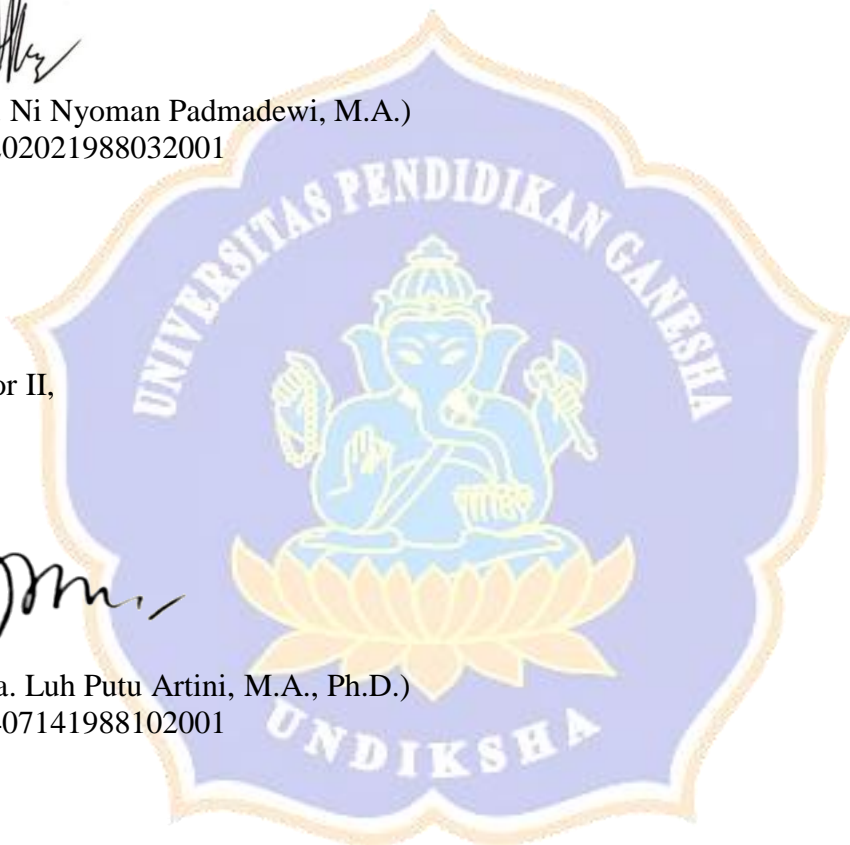 Ni Nyoman Padmadewi, M.A.)
02021988032001
UNIVERSITAS PENDIDIKAN GANESHA
or II,
a. Luh Putu Artini, M.A., Ph.D.)
07141988102001
UNDIKSHA